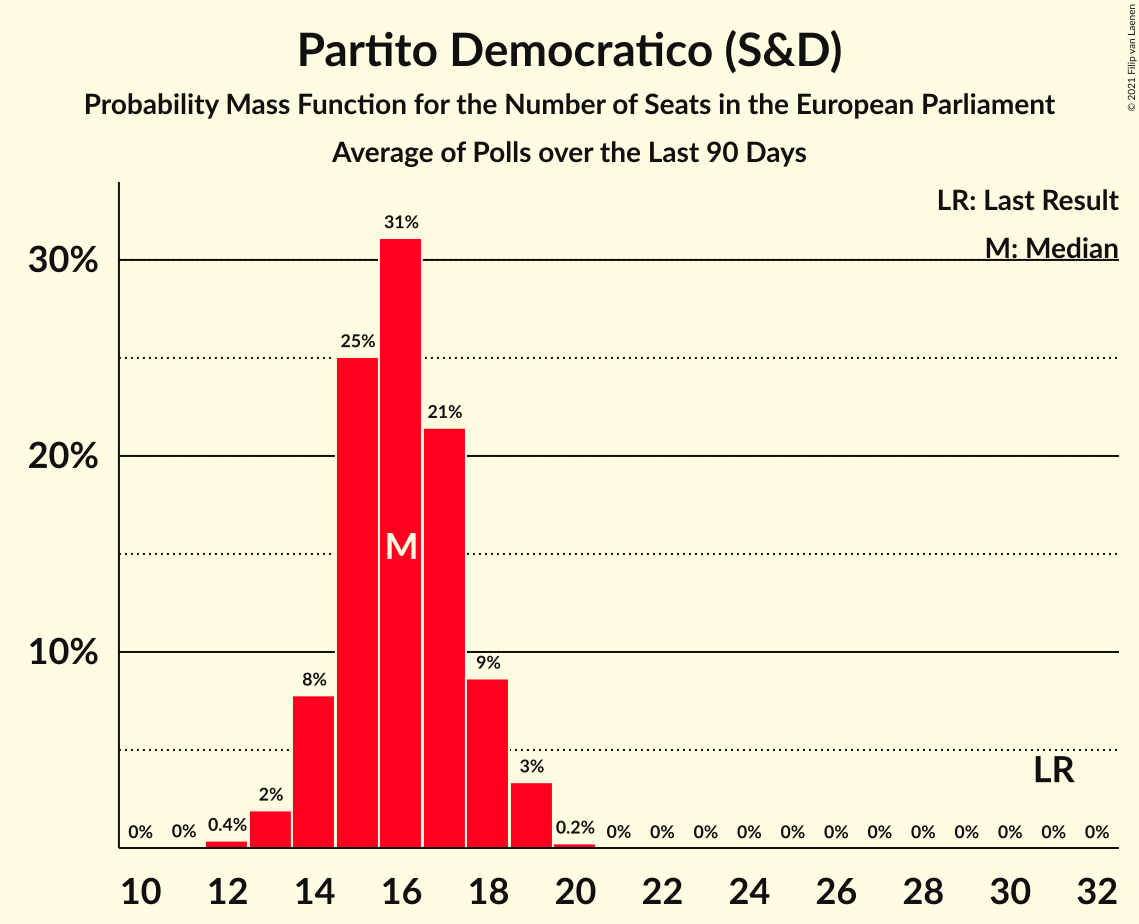 © 2021 Filip van Laenen
Partito Democratico (S&D)
Probability Mass Function for the Number of Seats in the European Parliament
Average of Polls over the Last 90 Days
LR: Last Result
M: Median
30%
20%
10%
0% 0% 0.4% 2% 8% 25% 31% 21% 9% 3% 0.2% 0% 0% 0% 0% 0% 0% 0% 0% 0% 0% 0% 0%
M
LR
10 12 14 16 18 20 22 24 26 28 30 32